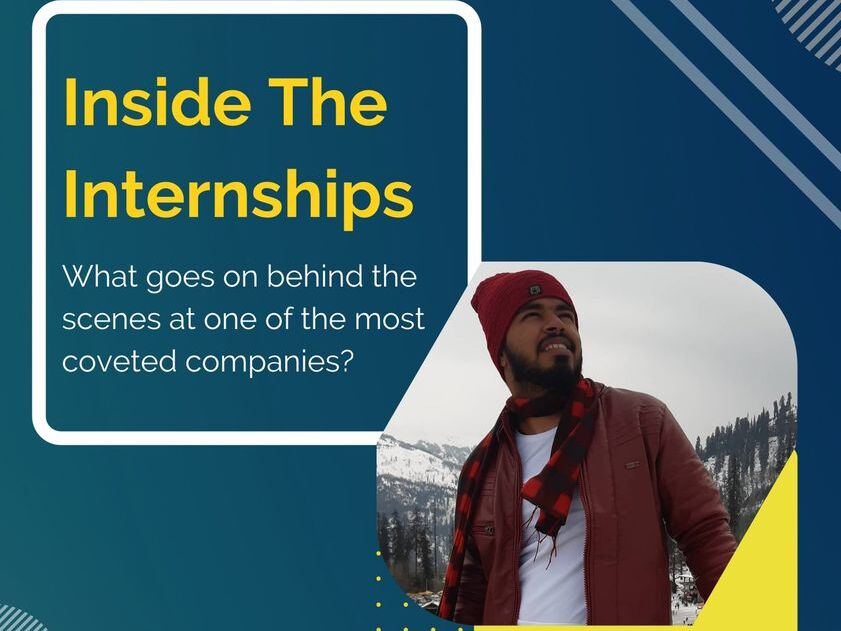 Inside The
Internships
What goes on behind the
scenes at one of the most
coveted companies?